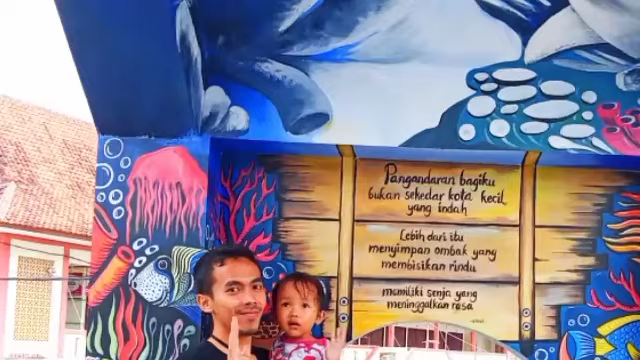 Pangandaran bagiku
bukan sekedar kota kecil
yang indah
Lebih dari itu
menyimpan ombak yang
membisikan rindu
memiliki senja yang
meninggalkan rasa